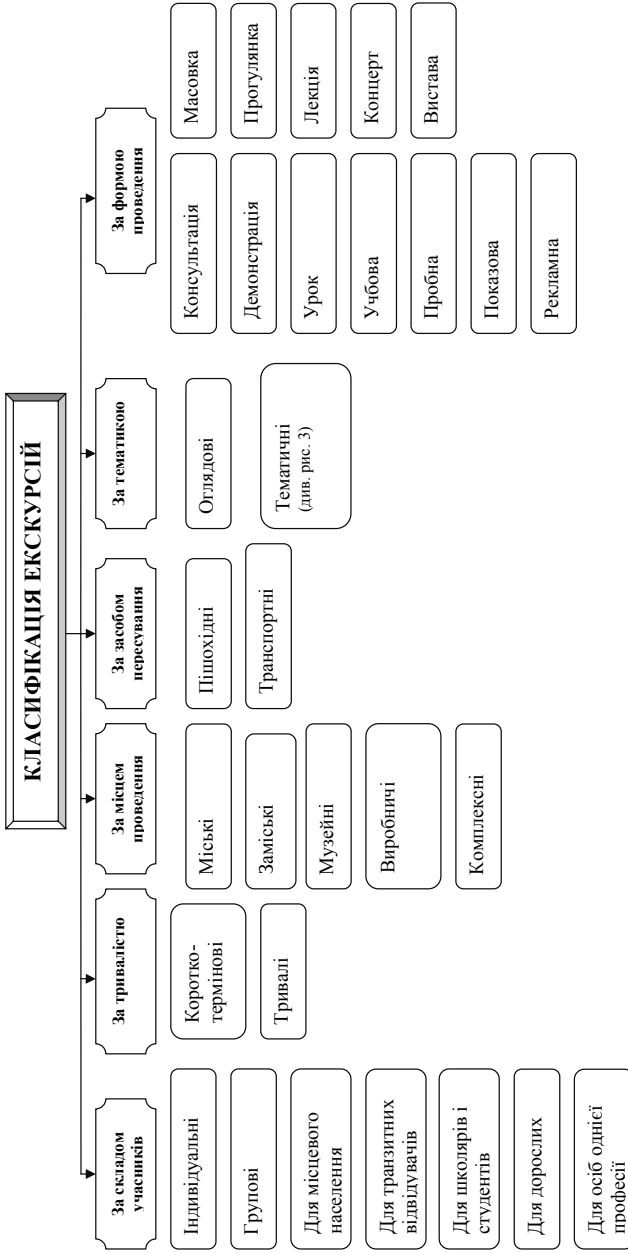 КЛАСИФІКАЦІЯ ЕКСКУРСІЙ
За складом
учасників
Індивідуальні
Групові
Для місцевого
населення
Для транзитних
відвідувачів
Для школярів і
студентів
Для дорослих
Для осіб однієї
професії
За тривалістю
Коротко-
термінові
Тривалі
За місцем
проведення
Міські
Заміські
Музейні
Виробничі
Комплексні
За засобом
пересування
Пішохідні
Транспортні
За тематикою
Оглядові
Тематичні
(див. рис. 3)
За формою
проведення
Консультація
Демонстрація
Урок
Учбова
Пробна
Показова
Рекламна
Масовка
Прогулянка
Лекція
Концерт
Вистава